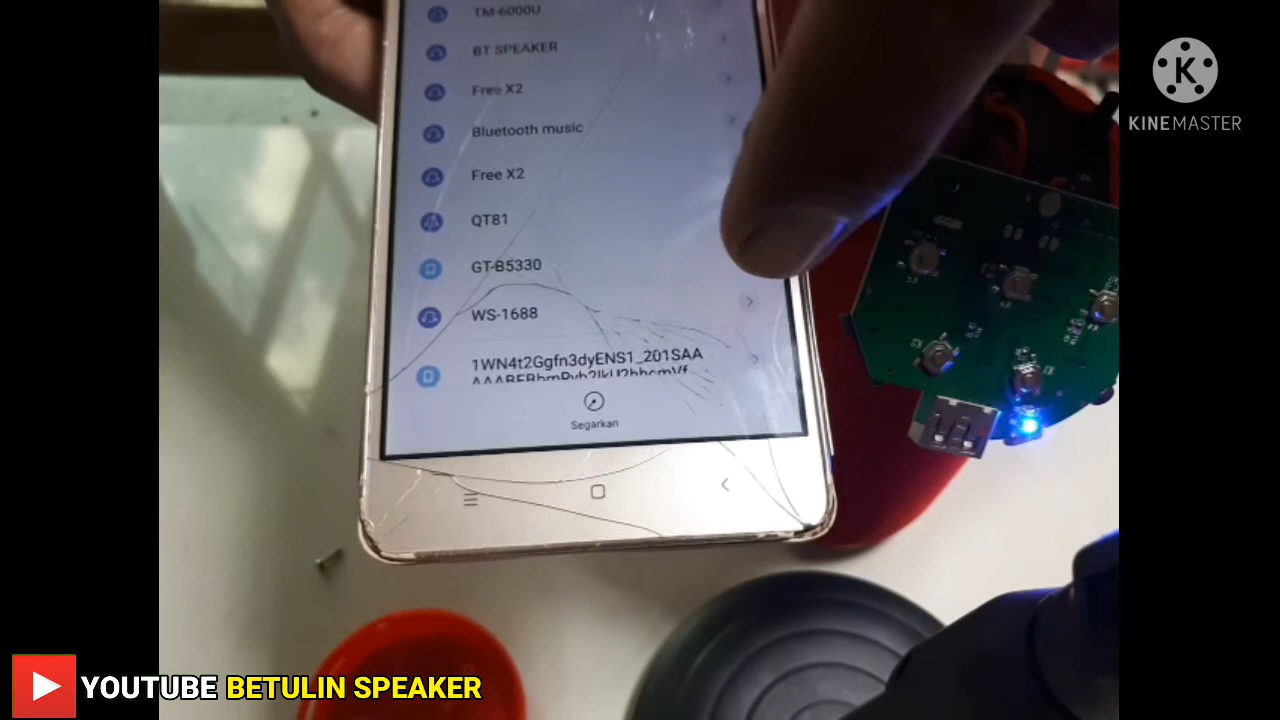 TM-6000U
BT SPEAKER
Free X2
Bluetooth music
Free X2
QT81
GT-B5330
WS-1688
1WN4t2Ggfn3dyENS1_201SAA
Segarkan
K
KINEMASTER
YOUTUBE BETULIN SPEAKER